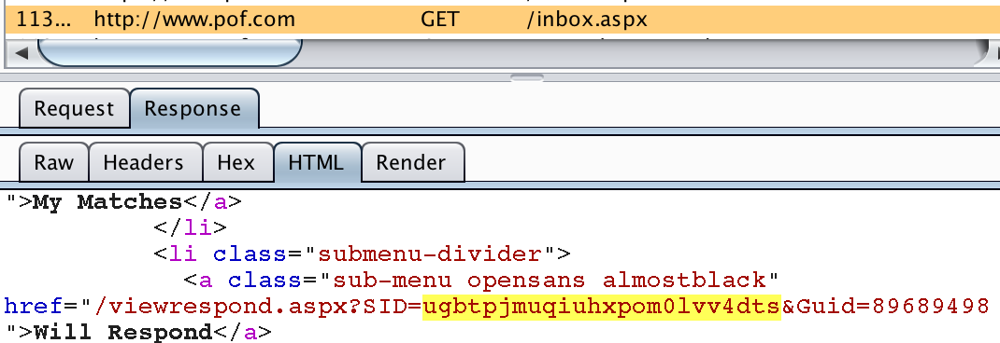 113... http://www.pof.com GET /inbox.aspx
Request Response
Raw Headers Hex HTML Render
">My Matches</a>
</li>
<li class="submenu-divider">
<a class="sub-menu opensans almostblack"
href="/viewrespond.aspx?SID=ugbtpjmuqiuhxpom0lvv4dts&Guid=89689498
">Will Respond</a>